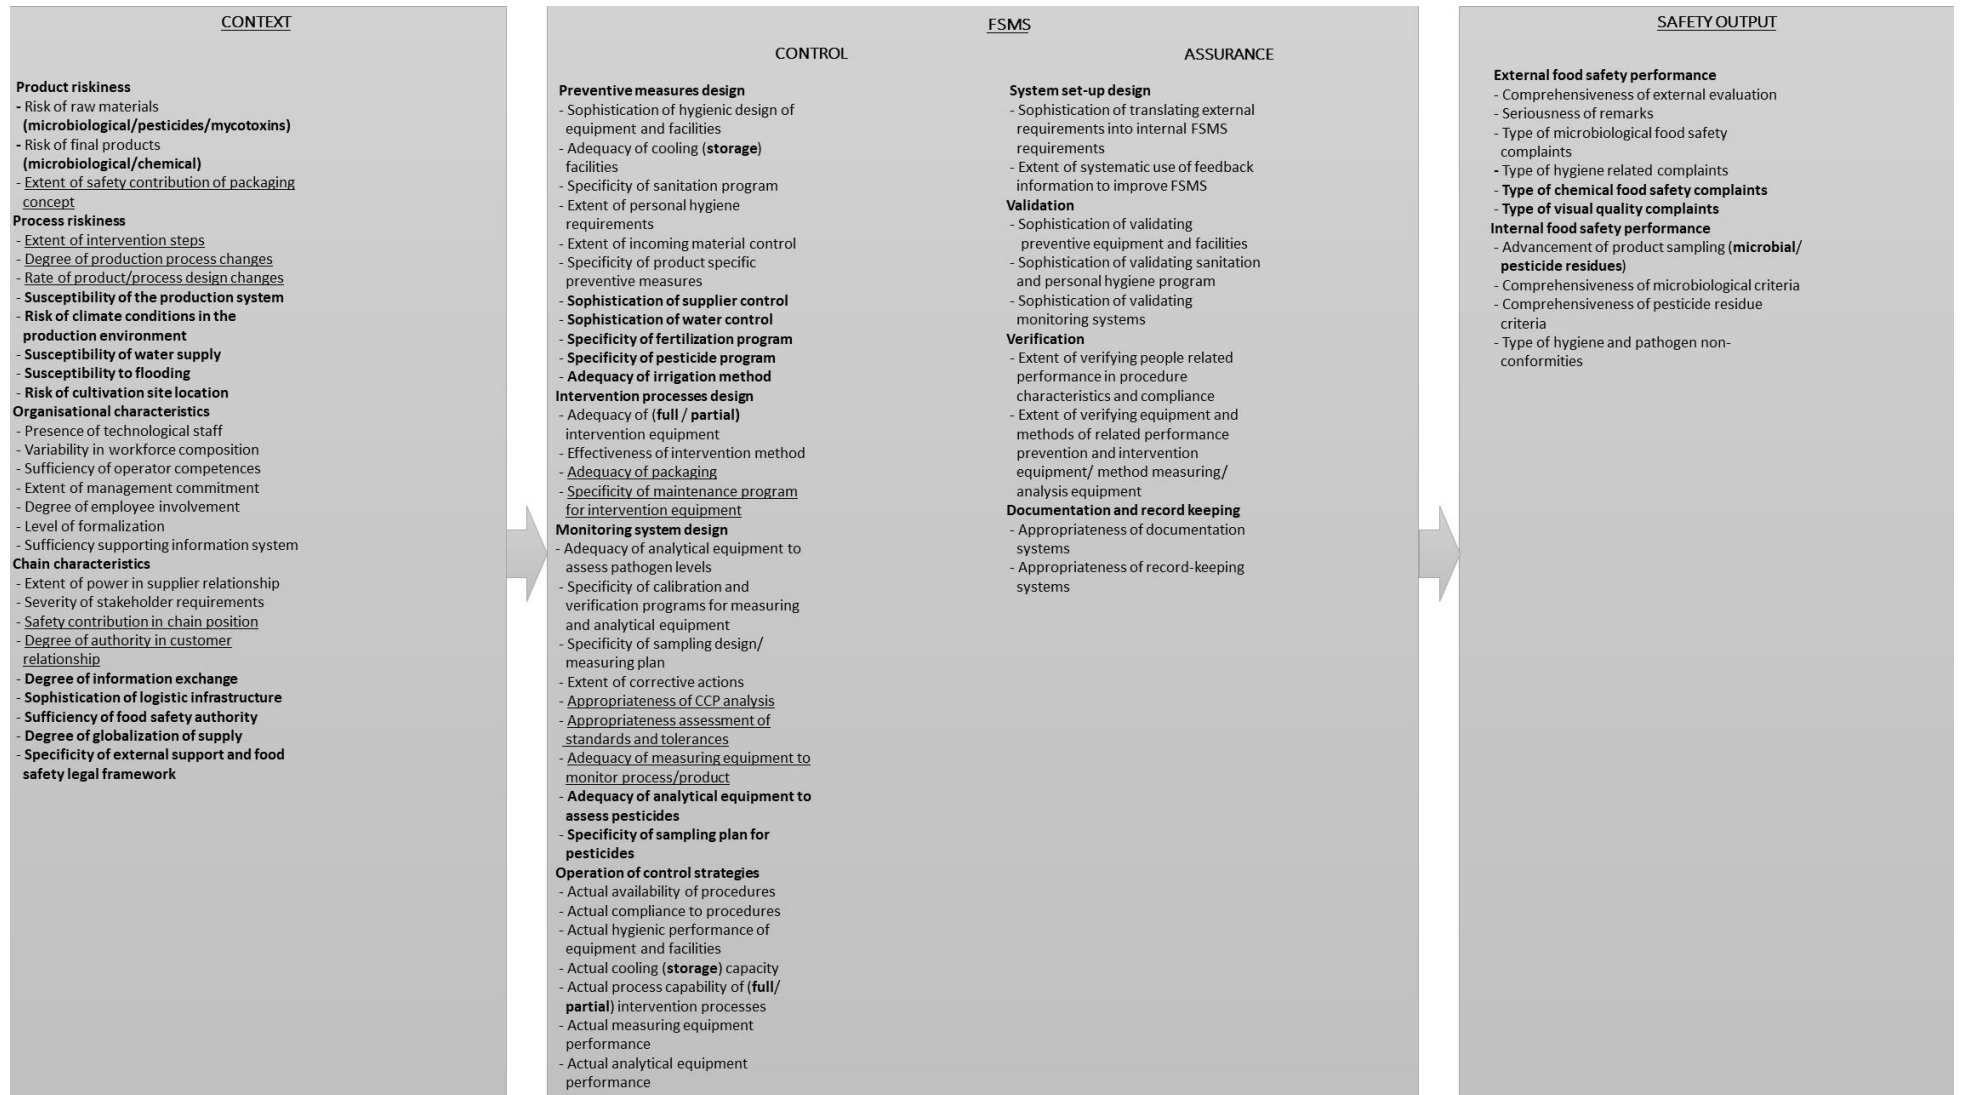 CONTEXT
Product riskiness
- Risk of raw materials
(microbiological/pesticides/mycotoxins)
- Risk of final products
(microbiological/chemical)
- Extent of safety contribution of packaging
concept
Process riskiness
- Extent of intervention steps
- Degree of production process changes
- Rate of product/process design changes
- Susceptibility of the production system
- Risk of climate conditions in the
production environment
- Susceptibility of water supply
- Susceptibility to flooding
- Risk of cultivation site location
Organisational characteristics
- Presence of technological staff
- Variability in workforce composition
- Sufficiency of operator competences
- Extent of management commitment
- Degree of employee involvement
- Level of formalization
- Sufficiency supporting information system
Chain characteristics
- Extent of power in supplier relationship
- Severity of stakeholder requirements
- Safety contribution in chain position
- Degree of authority in customer
relationship
- Degree of information exchange
- Sophistication of logistic infrastructure
- Sufficiency of food safety authority
- Degree of globalization of supply
- Specificity of external support and food
safety legal framework
FSMS
CONTROL
Preventive measures design
- Sophistication of hygienic design of
equipment and facilities
- Adequacy of cooling (storage)
facilities
- Specificity of sanitation program
- Extent of personal hygiene
requirements
- Extent of incoming material control
- Specificity of product specific
preventive measures
- Sophistication of supplier control
- Sophistication of water control
- Specificity of fertilization program
- Specificity of pesticide program
- Adequacy of irrigation method
Intervention processes design
- Adequacy of (full / partial)
intervention equipment
- Effectiveness of intervention method
- Adequacy of packaging
- Specificity of maintenance program
for intervention equipment
Monitoring system design
- Adequacy of analytical equipment to
assess pathogen levels
- Specificity of calibration and
verification programs for measuring
and analytical equipment
- Specificity of sampling design/
measuring plan
- Extent of corrective actions
- Appropriateness of CCP analysis
- Appropriateness assessment of
standards and tolerances
- Adequacy of measuring equipment to
monitor process/product
- Adequacy of analytical equipment to
assess pesticides
- Specificity of sampling plan for
pesticides
Operation of control strategies
- Actual availability of procedures
- Actual compliance to procedures
- Actual hygienic performance of
equipment and facilities
- Actual cooling (storage) capacity
- Actual process capability of (full/
partial) intervention processes
- Actual measuring equipment
performance
- Actual analytical equipment
performance
ASSURANCE
System set-up design
- Sophistication of translating external
requirements into internal FSMS
requirements
- Extent of systematic use of feedback
information to improve FSMS
Validation
- Sophistication of validating
preventive equipment and facilities
- Sophistication of validating sanitation
and personal hygiene program
- Sophistication of validating
monitoring systems
Verification
- Extent of verifying people related
performance in procedure
characteristics and compliance
- Extent of verifying equipment and
methods of related performance
prevention and intervention
equipment/ method measuring/
analysis equipment
Documentation and record keeping
- Appropriateness of documentation
systems
- Appropriateness of record-keeping
systems
SAFETY OUTPUT
External food safety performance
- Comprehensiveness of external evaluation
- Seriousness of remarks
- Type of microbiological food safety
complaints
- Type of hygiene related complaints
- Type of chemical food safety complaints
- Type of visual quality complaints
Internal food safety performance
- Advancement of product sampling (microbial/
pesticide residues)
- Comprehensiveness of microbiological criteria
- Comprehensiveness of pesticide residue
criteria
- Type of hygiene and pathogen non-
conformities